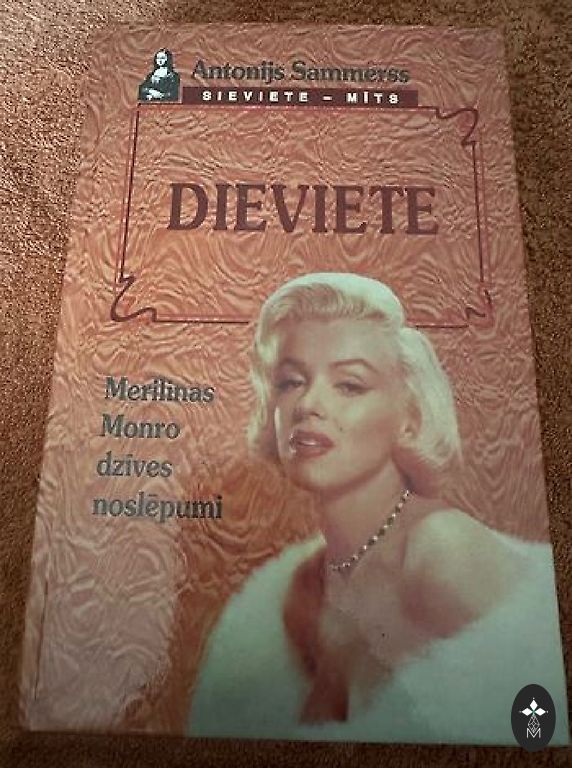 Antonijs Sammerss
SIEVIETE – MĪTS
DIEVIETE
Merilinas
Monro
dzīves
noslēpumi
M